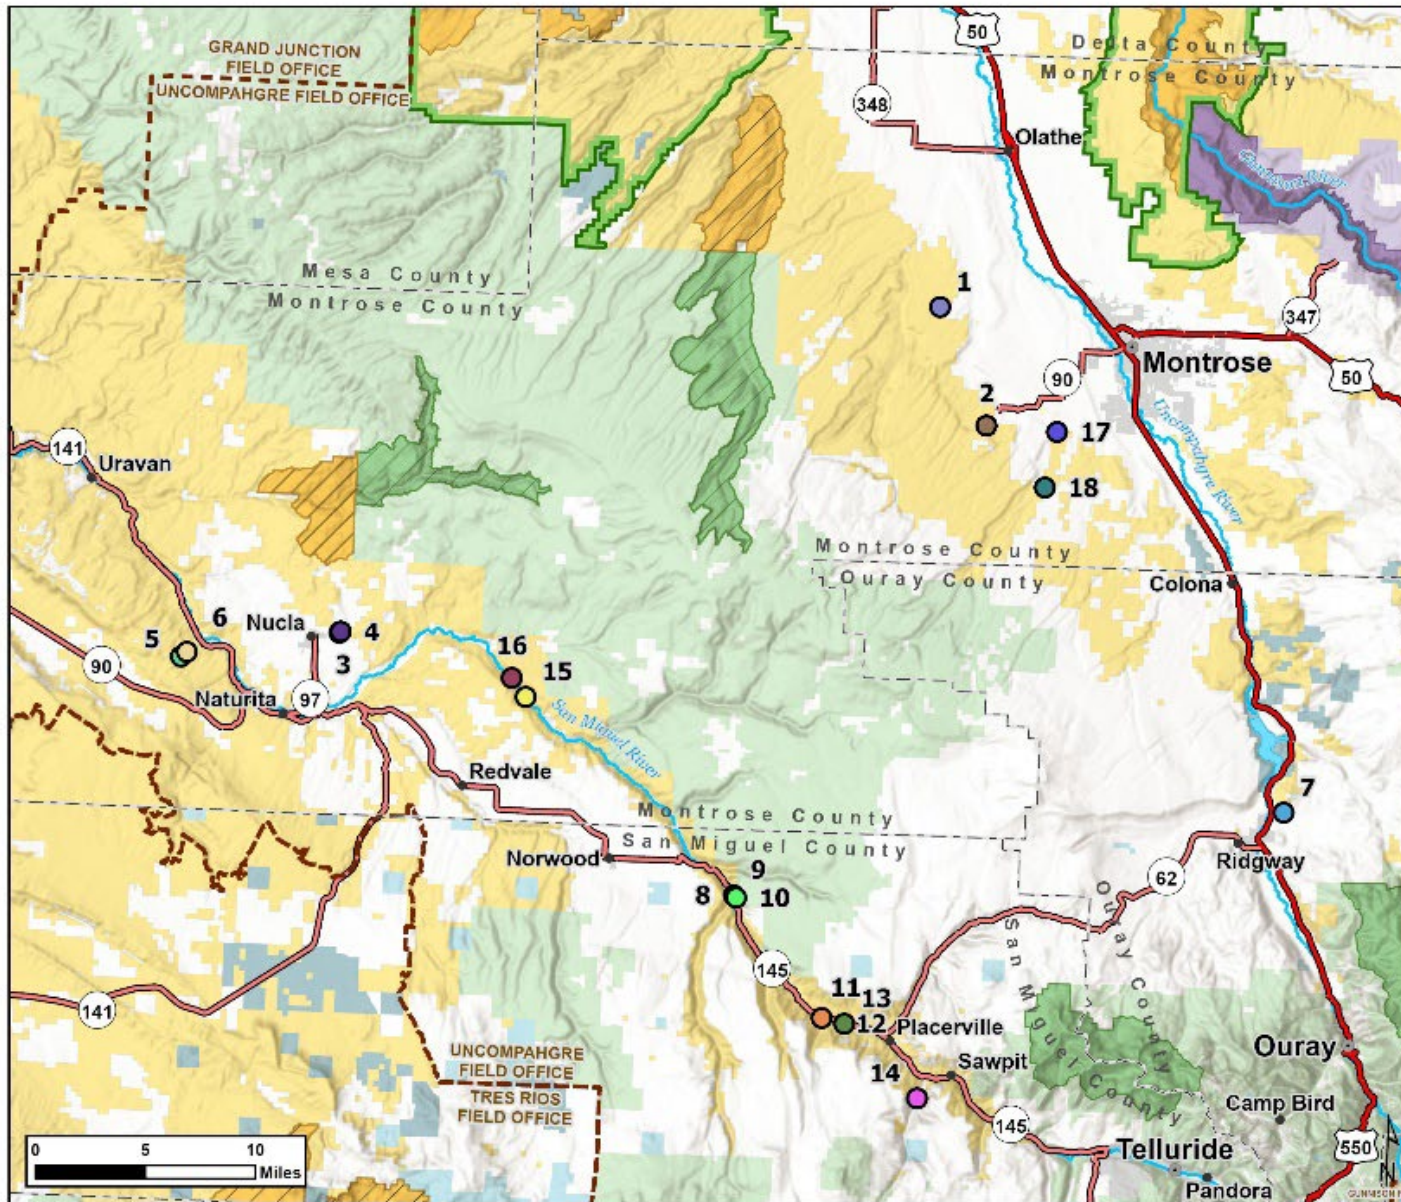 GRAND JUNCTION
FIELD OFFICE
UNCOMPAHGRE FIELD OFFICE
50
Delta County
Montrose County
348
Olathe
Gunnison River
Mesa County
Montrose County
1
347
Montrose
50
90
2
17
141
Uravan
Uncompahgre River
18
Montrose County
Ouray County
Colona
6
5
Nucla
4
3
16
15
90
97
Naturita
San Miguel River
Redvale
7
Montrose County
San Miguel County
Norwood
Ridgway
62
9
8
10
Ouray County
San Miguel County
145
141
11
13
12
Placerville
Sawpit
Ouray
14
UNCOMPAHGRE
FIELD OFFICE
TRES RIOS
FIELD OFFICE
Camp Bird
145
0 5 10
Miles
Telluride
550
Pandora